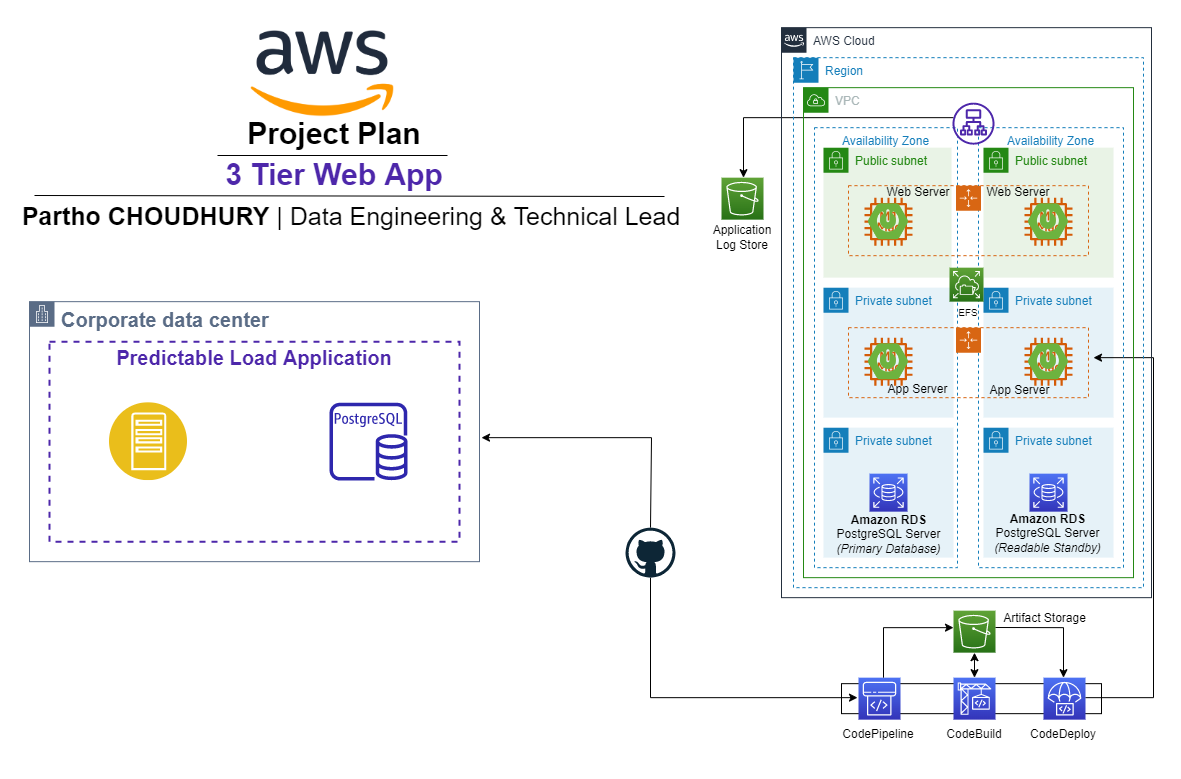 aws
Project Plan
3 Tier Web App
Partho CHOUDHURY | Data Engineering & Technical Lead
Corporate data center
Predictable Load Application
PostgreSQL
aws
AWS Cloud
Region
VPC
Availability Zone
Availability Zone
Public subnet
Public subnet
Web Server
Web Server
Application
Log Store
EFS
Private subnet
Private subnet
App Server
App Server
Private subnet
Private subnet
Amazon RDS
PostgreSQL Server
(Primary Database)
Amazon RDS
PostgreSQL Server
(Readable Standby)
Artifact Storage
CodePipeline
CodeBuild
CodeDeploy